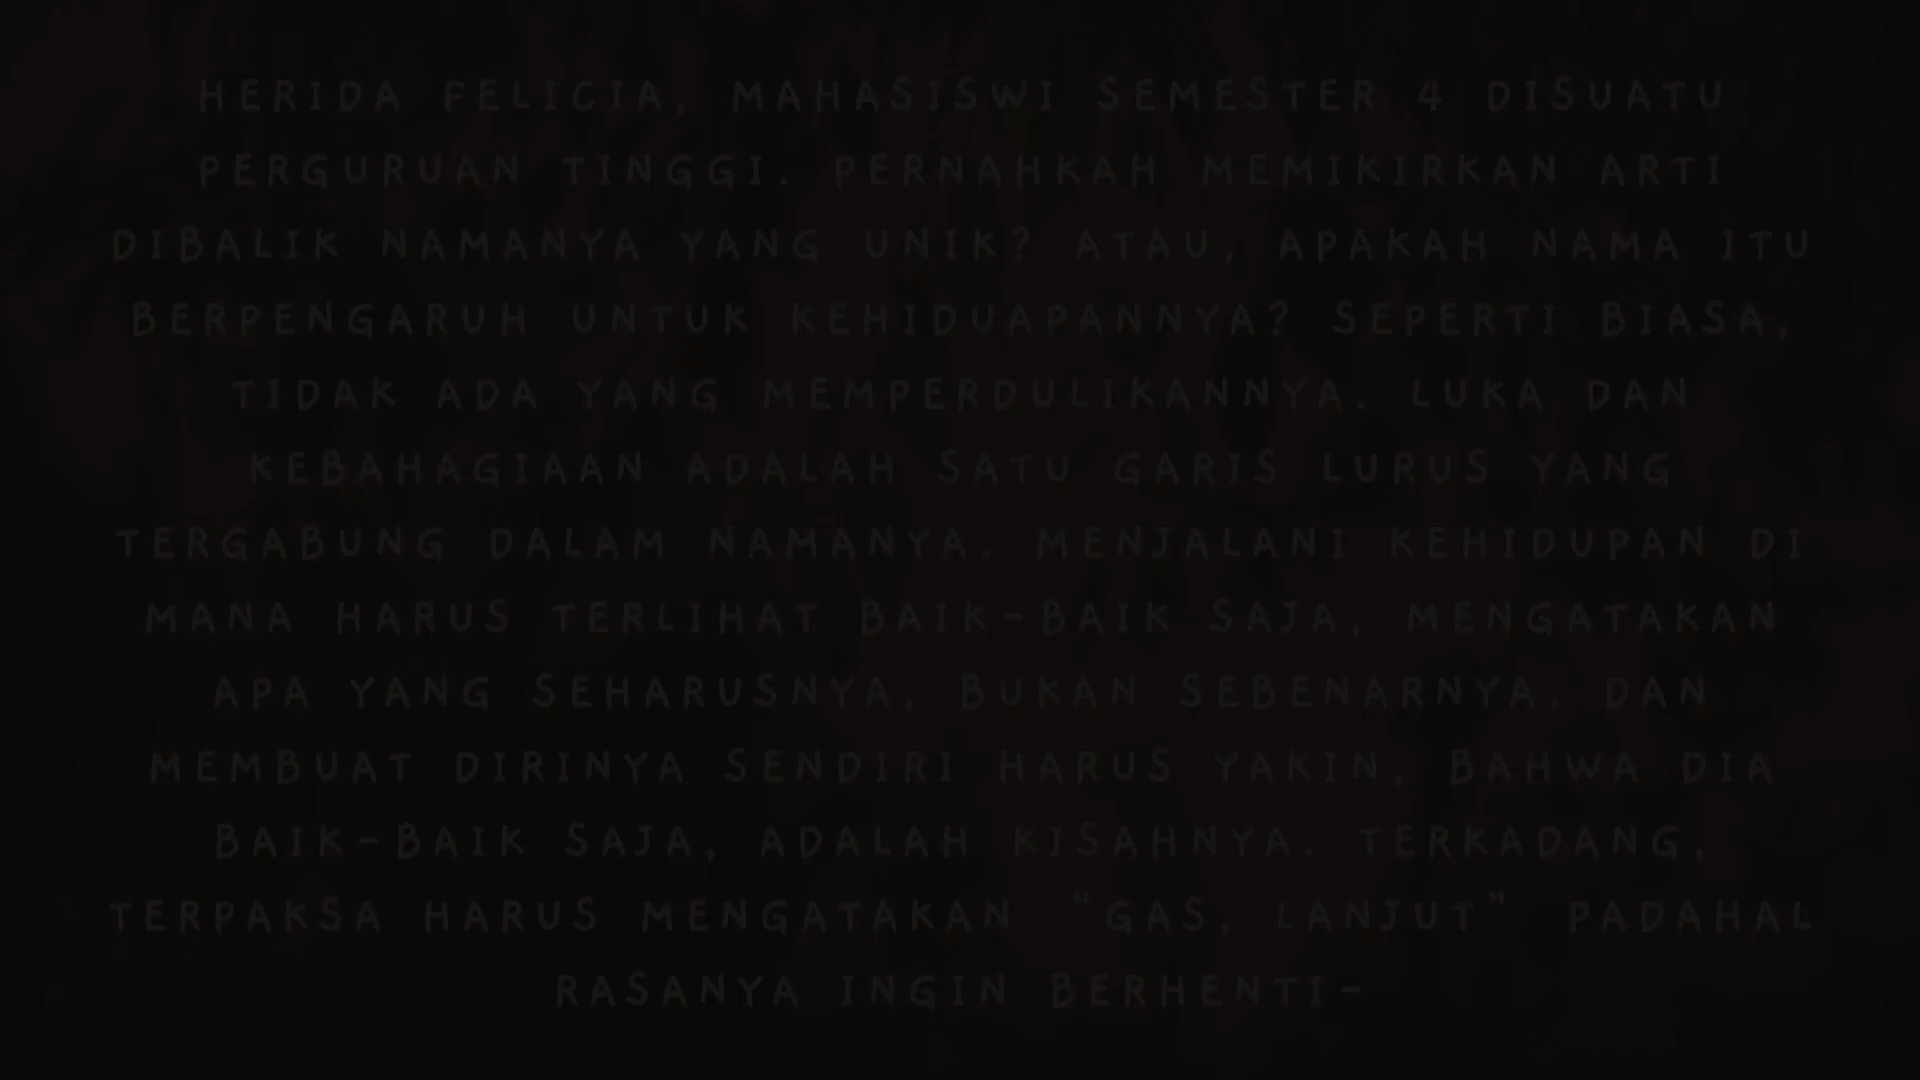 HERIDA FELICIA, MAHASISWI SEMESTER 4 DISUATU
PERGURUAN TINGGI. PERNAHKAH MEMIKIRKAN ARTI
DIBALIK NAMANYA YANG UNIK? ATAU, APAKAH NAMA ITU
BERPENGARUH UNTUK KEHIDUAPANNYA? SEPERTI BIASA,
TIDAK ADA YANG MEMPERDULIKANNYA. LUKA DAN
KEBAHAGIAAN ADALAH SATU GARIS LURUS YANG
TERGABUNG DALAM NAMANYA. MENJALANI KEHIDUPAN DI
MANA HARUS TERLIHAT BAIK-BAIK SAJA, MENGATAKAN
APA YANG SEHARUSNYA, BUKAN SEBENARNYA. DAN
MEMBUAT DIRINYA SENDIRI HARUS YAKIN, BAHWA DIA
BAIK-BAIK SAJA, ADALAH KISAHNYA. TERKADANG,
TERPAKSA HARUS MENGATAKAN “GAS, LANJUT” PADAHAL
RASANYA INGIN BERHENTI-